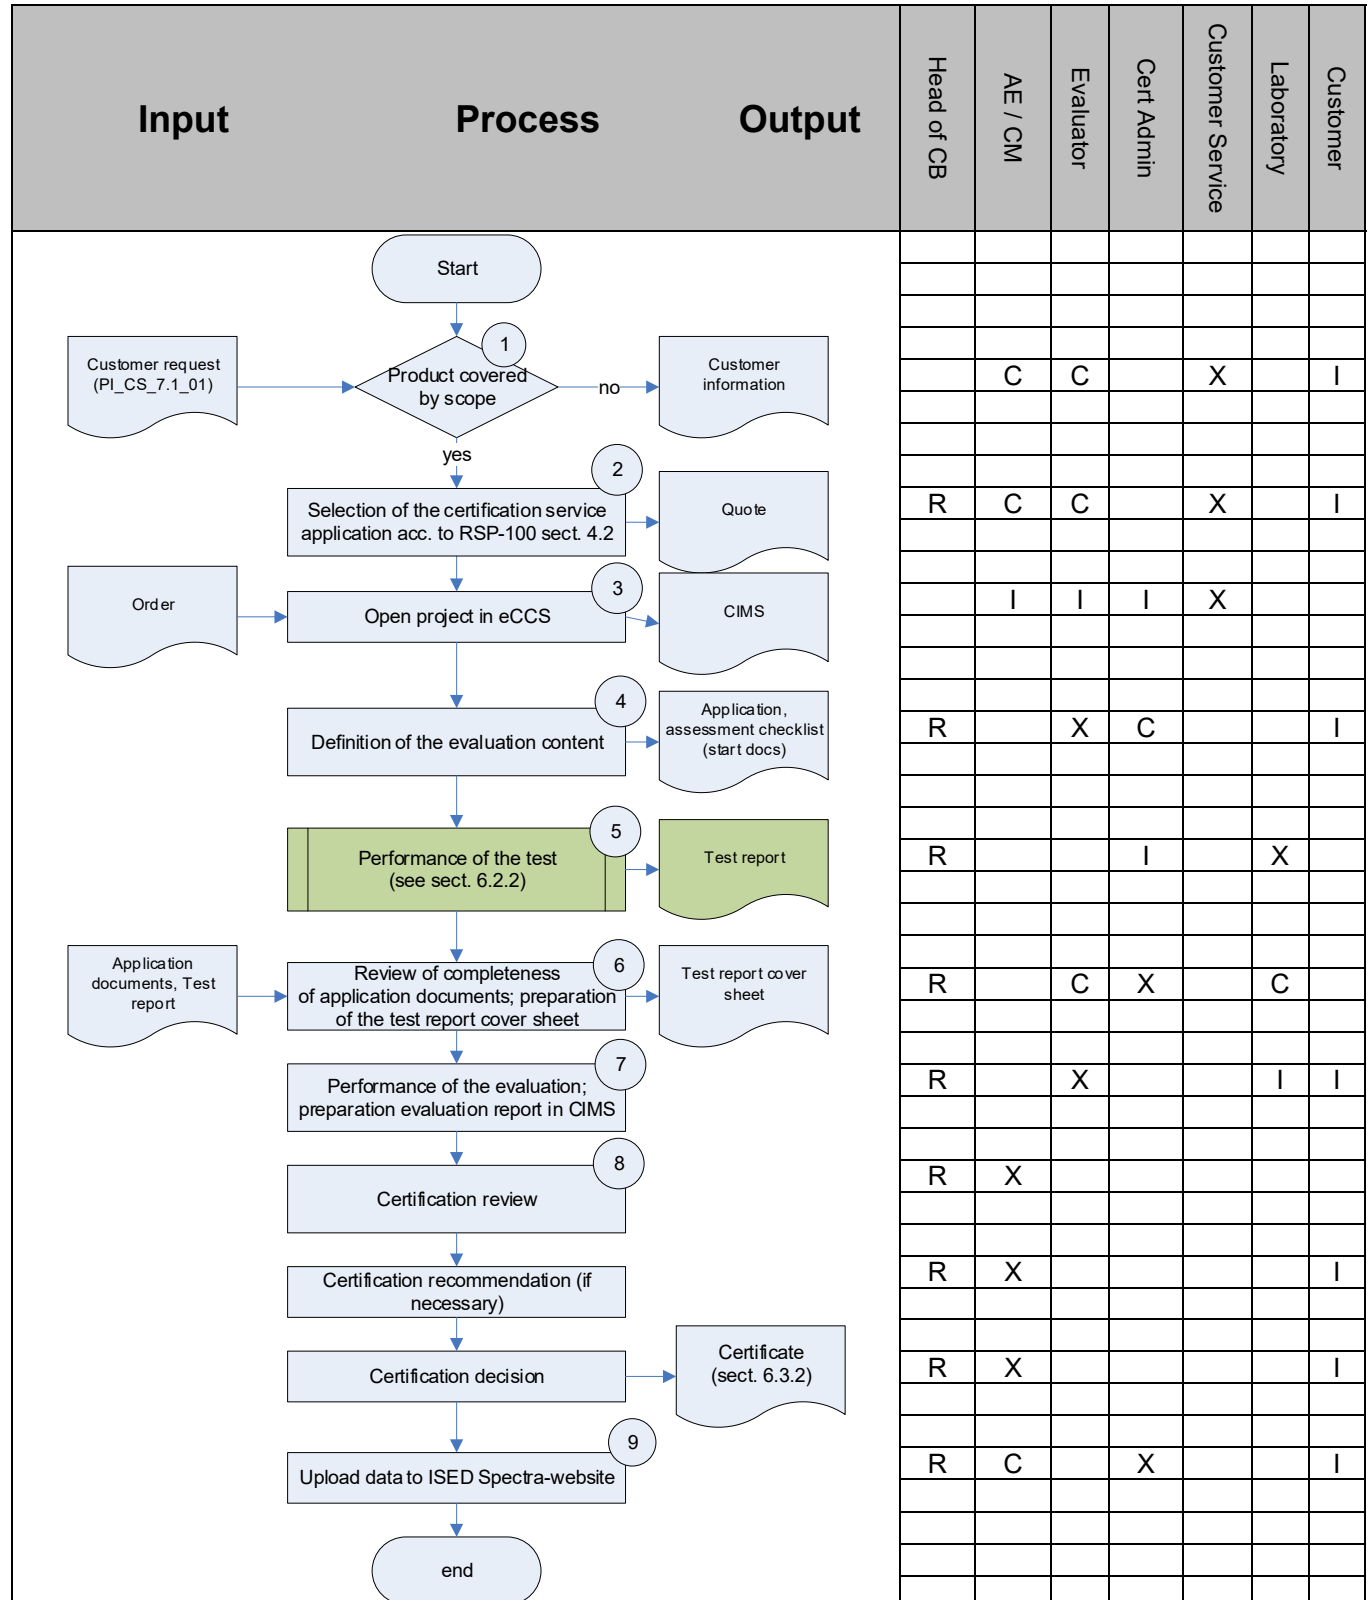 Input
Process
Output
Head of CB
AE / CM
Evaluator
Cert Admin
Customer Service
Laboratory
Customer
Start
1
Customer request
(PI_CS_7.1_01)
Product covered
by scope
no
Customer
information
C C X I
yes
2
Selection of the certification service
application acc. to RSP-100 sect. 4.2
Quote
R C C X I
Order
3
Open project in eCCS
CIMS
I I I X
4
Definition of the evaluation content
Application,
assessment checklist
(start docs)
R X C I
5
Performance of the test
(see sect. 6.2.2)
Test report
R I X
Application
documents, Test
report
6
Review of completeness
of application documents; preparation
of the test report cover sheet
Test report cover
sheet
R C X C
7
Performance of the evaluation;
preparation evaluation report in CIMS
R X I I
8
Certification review
R X
Certification recommendation (if
necessary)
R X I
Certification decision
Certificate
(sect. 6.3.2)
R X I
9
Upload data to ISED Spectra-website
R C X I
end